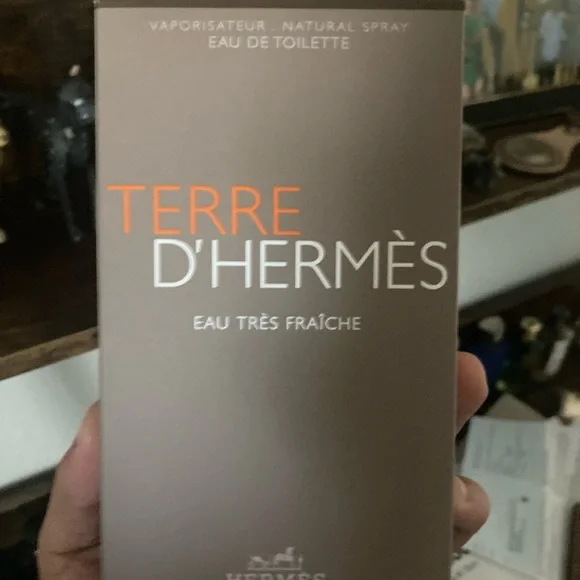 VAPORISATEUR . NATURAL SPRAY
EAU DE TOILETTE
TERRE
D'HERMÈS
EAU TRÈS FRAÎCHE
HERMÈS